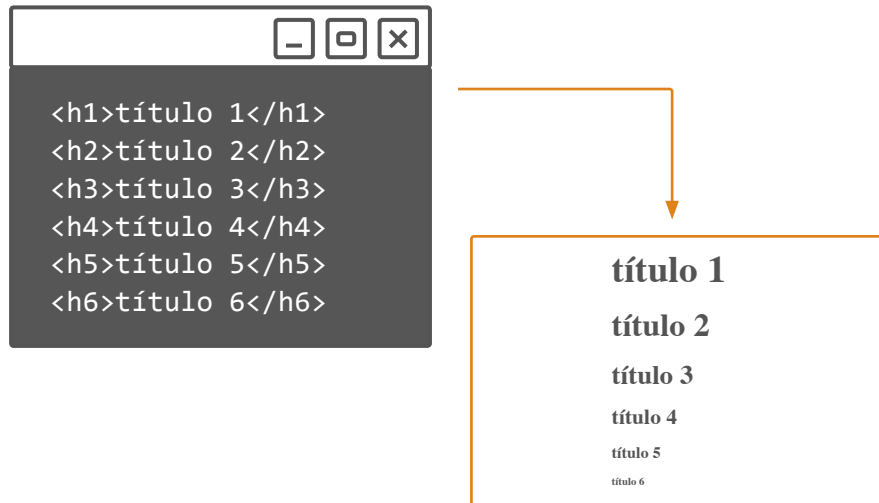 <h1>título 1</h1>
<h2>título 2</h2>
<h3>título 3</h3>
<h4>título 4</h4>
<h5>título 5</h5>
<h6>título 6</h6>
título 1
título 2
título 3
título 4
título 5
título 6